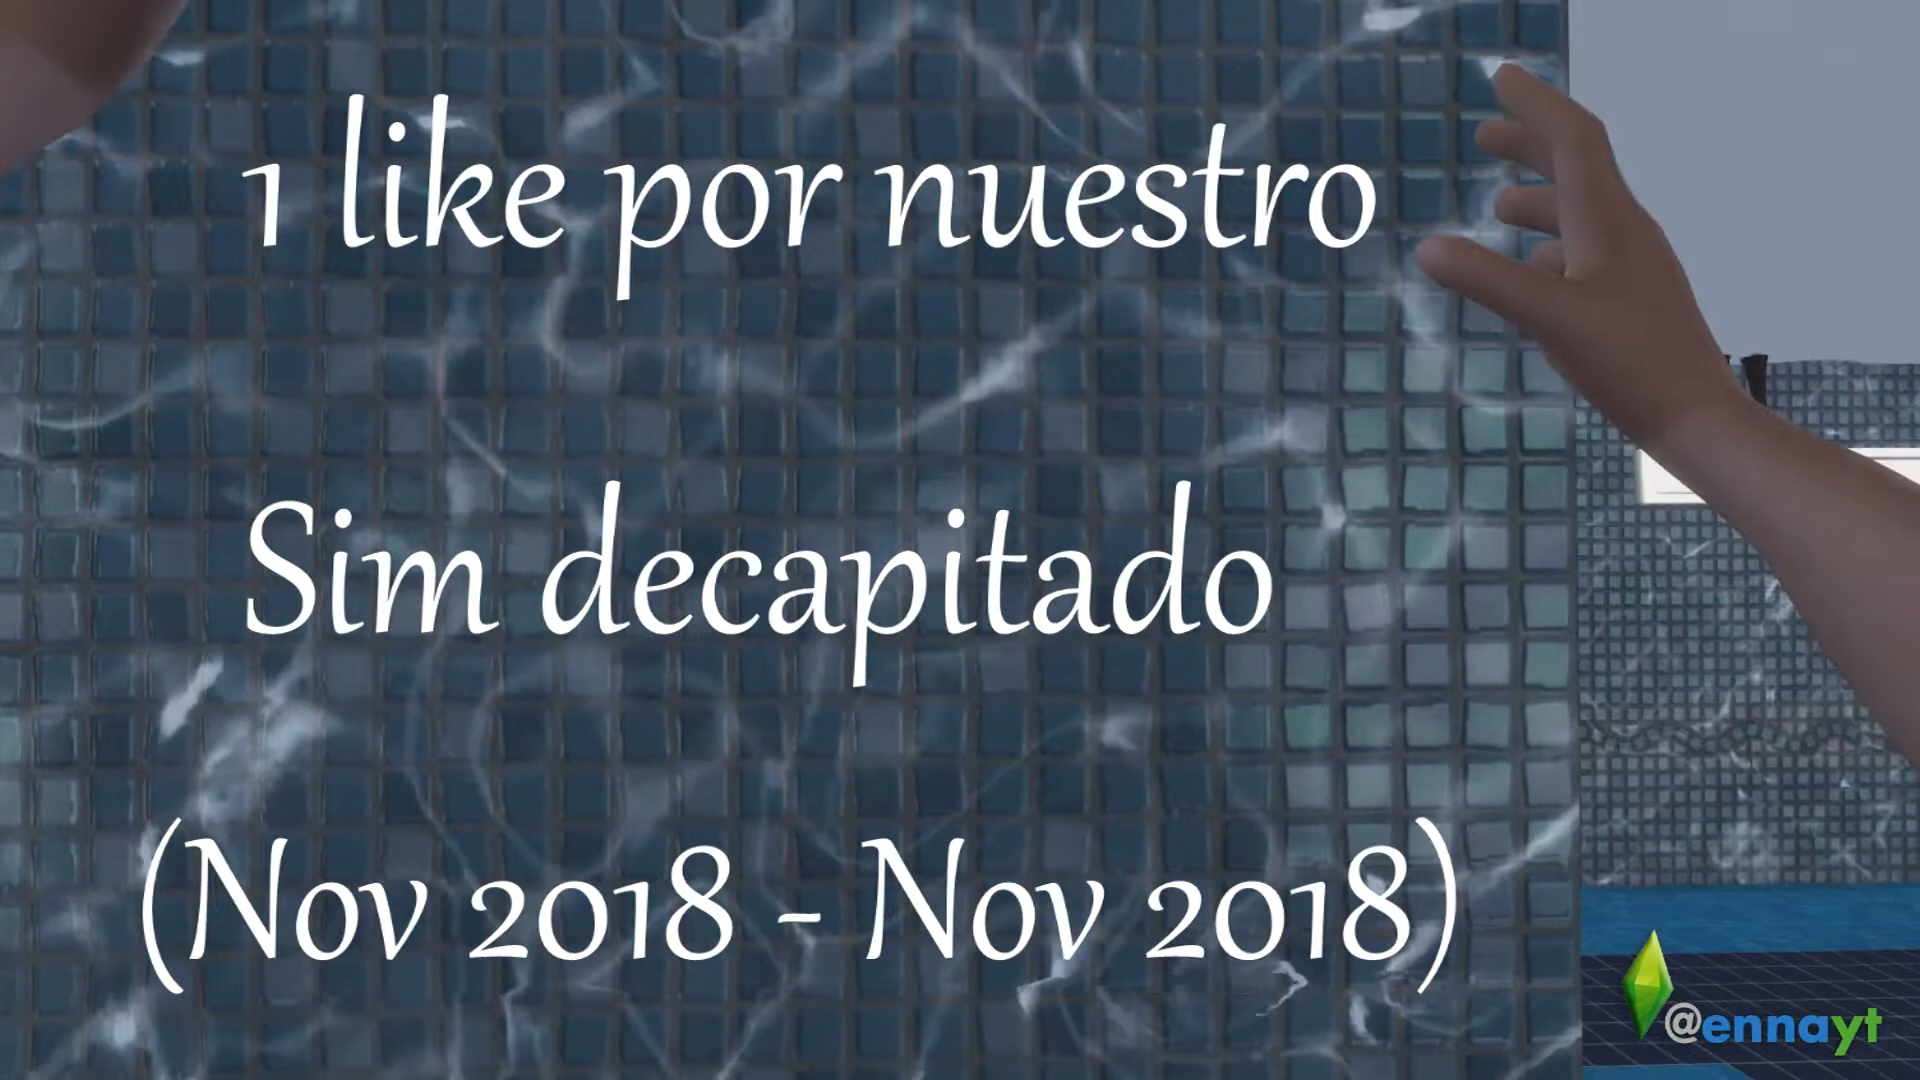 1 like por nuestro
Sim decapitado
(Nov 2018 - Nov 2018)
@ennayt